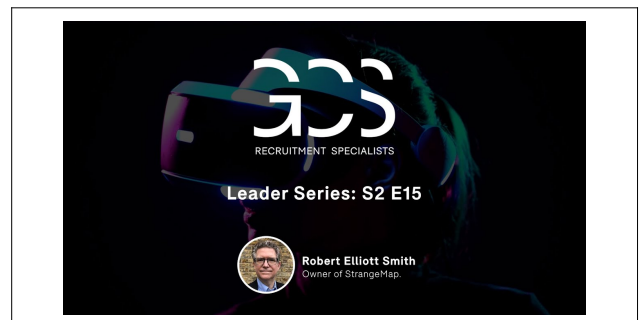 GCS
RECRUITMENT SPECIALISTS
Leader Series: S2 E15
Robert Elliott Smith
Owner of StrangeMap.